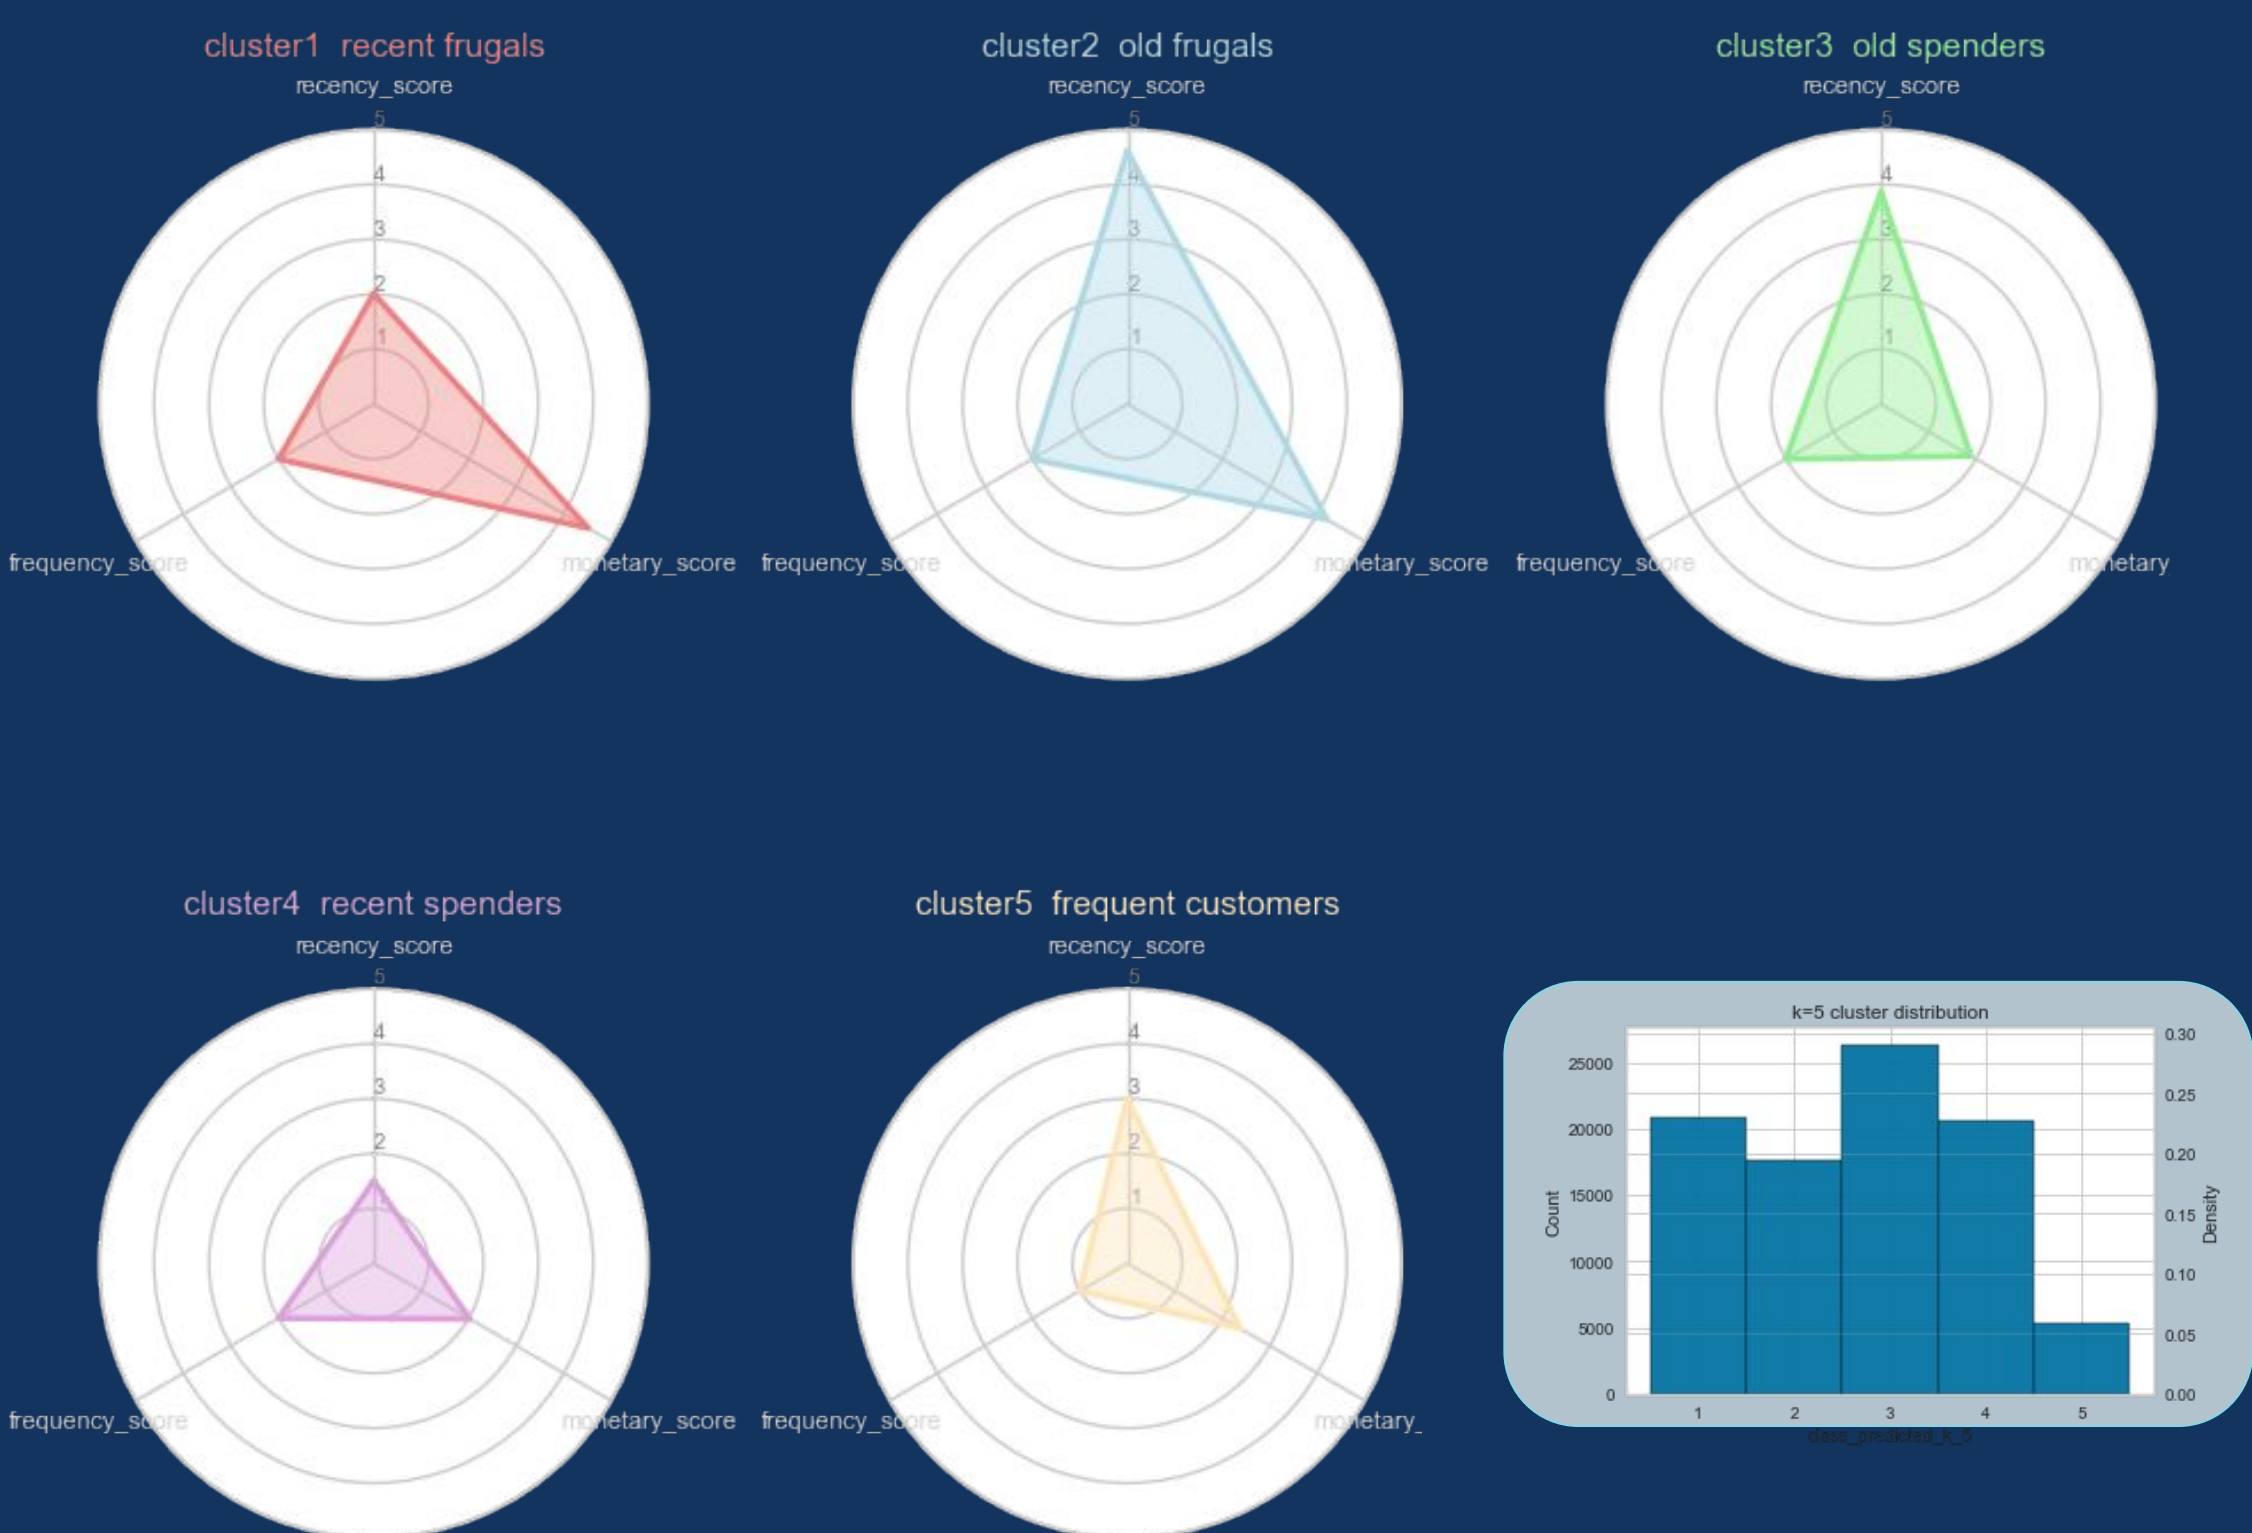 cluster1 recent frugals
recency_score
5
4
3
2
1
frequency_score
monetary_score
cluster2 old frugals
recency_score
5
4
3
2
1
frequency_score
monetary_score
cluster3 old spenders
recency_score
5
4
3
2
1
frequency_score
monetary
cluster4 recent spenders
recency_score
5
4
3
2
1
frequency_score
monetary_score
cluster5 frequent customers
recency_score
5
4
3
2
1
frequency_score
monetary_
k=5 cluster distribution
Count
25000
20000
15000
10000
5000
0
0.30
0.25
0.20
0.15
0.10
0.05
0.00
Density
1 2 3 4 5
class_predicted_k_5